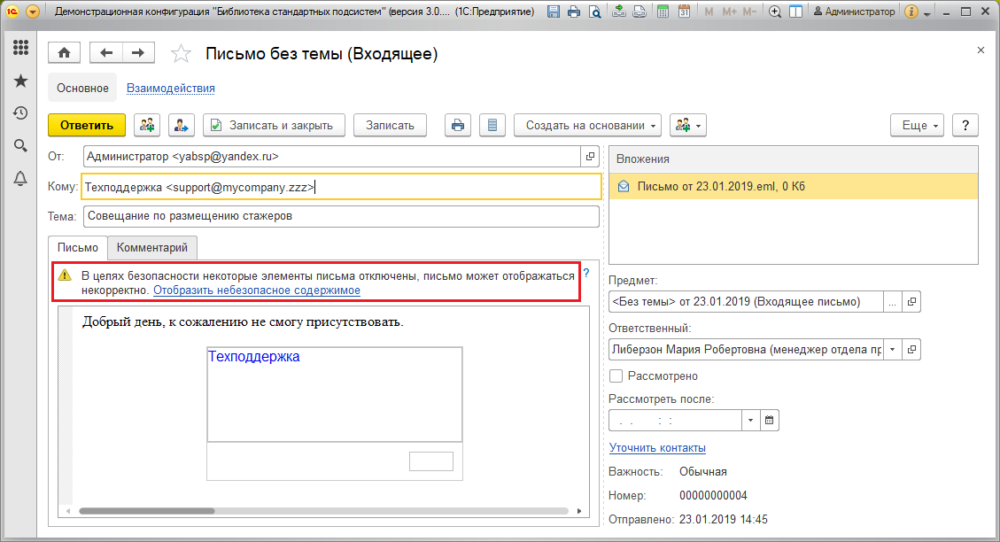 Демонстрационная конфигурация "Библиотека стандартных подсистем" (версия 3.0.... (1С:Предприятие)
31 M M+ M- Администратор i
Письмо без темы (Входящее)
Основное Взаимодействия
Ответить Записать и закрыть Записать Создать на основании Еще ?
От: Администратор <yabsp@yandex.ru>
Кому: Техподдержка <support@mycompany.zzz>
Тема: Совещание по размещению стажеров
Письмо Комментарий
В целях безопасности некоторые элементы письма отключены, письмо может отображаться ?
некорректно. Отобразить небезопасное содержимое
Добрый день, к сожалению не смогу присутствовать.
Техподдержка
Вложения
Письмо от 23.01.2019.eml, 0 Кб
Предмет:
<Без темы> от 23.01.2019 (Входящее письмо) ...
Ответственный:
Либерзон Мария Робертовна (менеджер отдела пр
Рассмотрено
Рассмотреть после:
. . : :
Уточнить контакты
Важность: Обычная
Номер: 00000000004
Отправлено: 23.01.2019 14:45